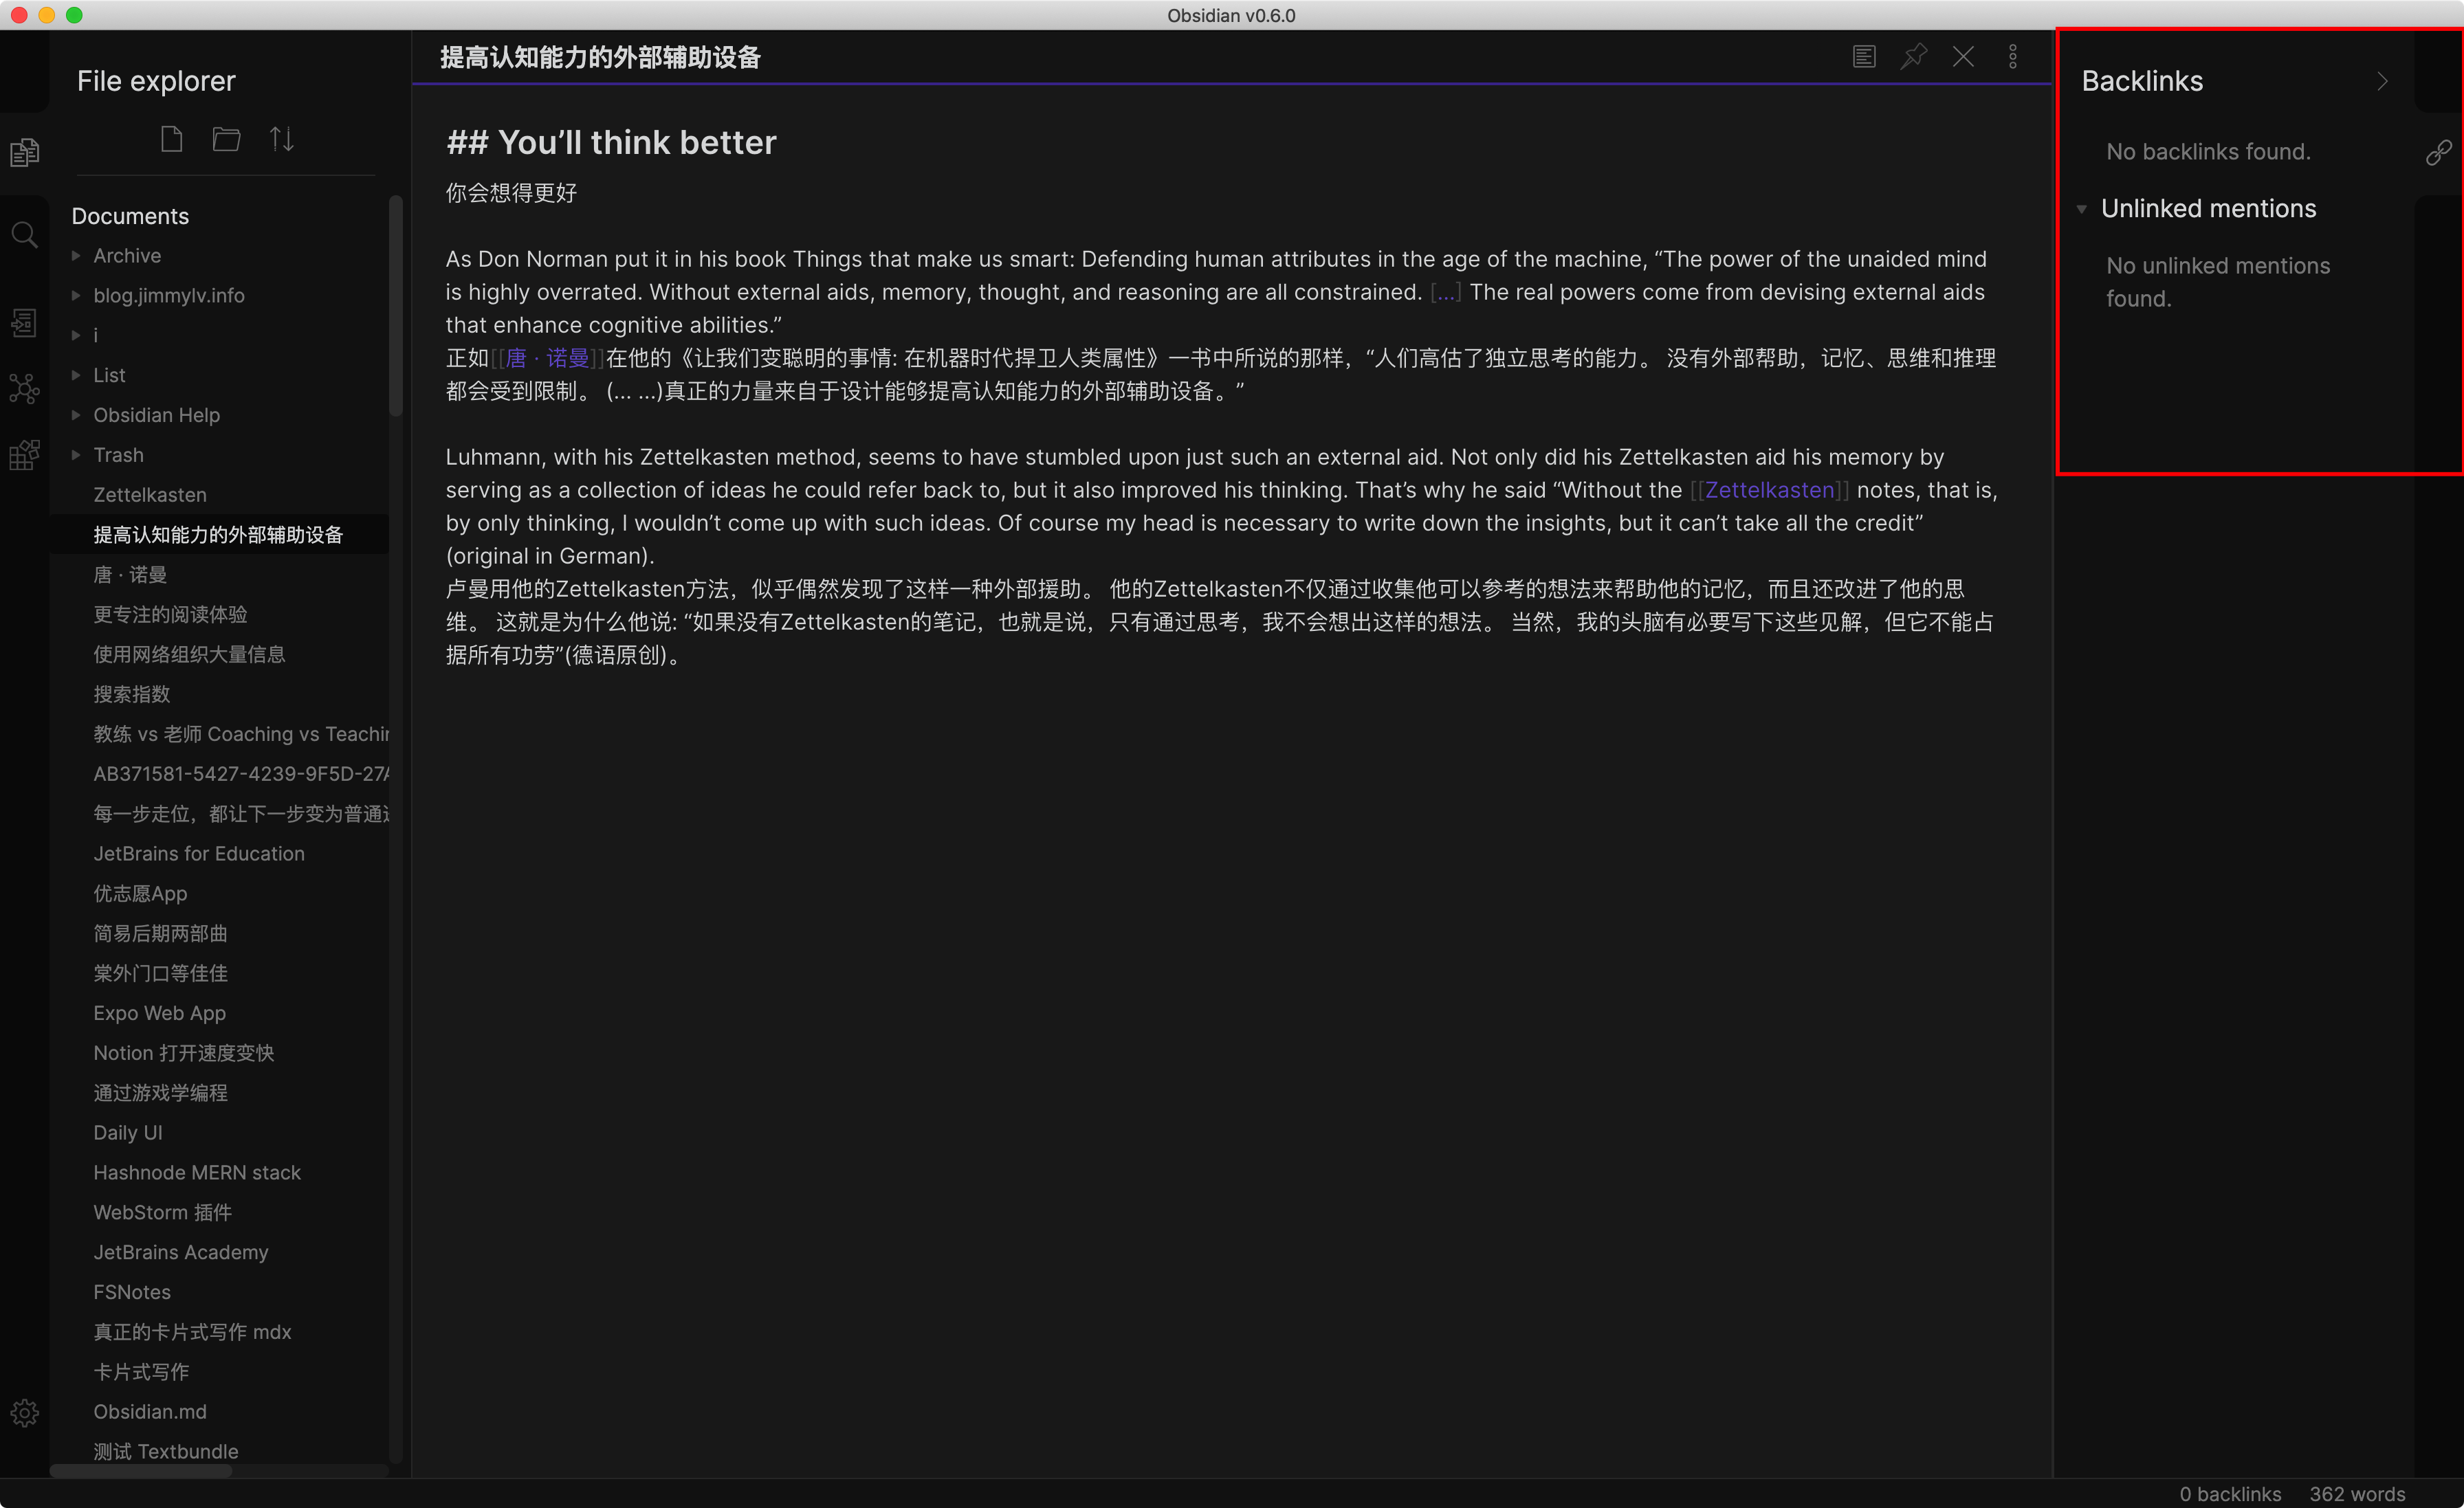 Obsidian v0.6.0
File explorer
Documents
Archive
blog.jimmylv.info
i
List
Obsidian Help
Trash
Zettelkasten
提高认知能力的外部辅助设备
唐 · 诺曼
更专注的阅读体验
使用网络组织大量信息
搜索指数
教练 vs 老师 Coaching vs Teachin
AB371581-5427-4239-9F5D-27A
每一步走位，都让下一步变为普通
JetBrains for Education
优志愿App
简易后期两部曲
棠外门口等佳佳
Expo Web App
Notion 打开速度变快
通过游戏学编程
Daily UI
Hashnode MERN stack
WebStorm 插件
JetBrains Academy
FSNotes
真正的卡片式写作 mdx
卡片式写作
Obsidian.md
测试 Textbundle
提高认知能力的外部辅助设备
## You’ll think better
你会想得更好
As Don Norman put it in his book Things that make us smart: Defending human attributes in the age of the machine, “The power of the unaided mind
is highly overrated. Without external aids, memory, thought, and reasoning are all constrained. [...] The real powers come from devising external aids
that enhance cognitive abilities.”
正如[[唐 · 诺曼]]在他的《让我们变聪明的事情: 在机器时代捍卫人类属性》一书中所说的那样，“人们高估了独立思考的能力。 没有外部帮助，记忆、思维和推理
都会受到限制。 (... ...)真正的力量来自于设计能够提高认知能力的外部辅助设备。”
Luhmann, with his Zettelkasten method, seems to have stumbled upon just such an external aid. Not only did his Zettelkasten aid his memory by
serving as a collection of ideas he could refer back to, but it also improved his thinking. That’s why he said “Without the [[Zettelkasten]] notes, that is,
by only thinking, I wouldn’t come up with such ideas. Of course my head is necessary to write down the insights, but it can’t take all the credit”
(original in German).
卢曼用他的Zettelkasten方法，似乎偶然发现了这样一种外部援助。 他的Zettelkasten不仅通过收集他可以参考的想法来帮助他的记忆，而且还改进了他的思
维。 这就是为什么他说: “如果没有Zettelkasten的笔记，也就是说，只有通过思考，我不会想出这样的想法。 当然，我的头脑有必要写下这些见解，但它不能占
据所有功劳”(德语原创)。
Backlinks
No backlinks found.
Unlinked mentions
No unlinked mentions
found.
0 backlinks
362 words